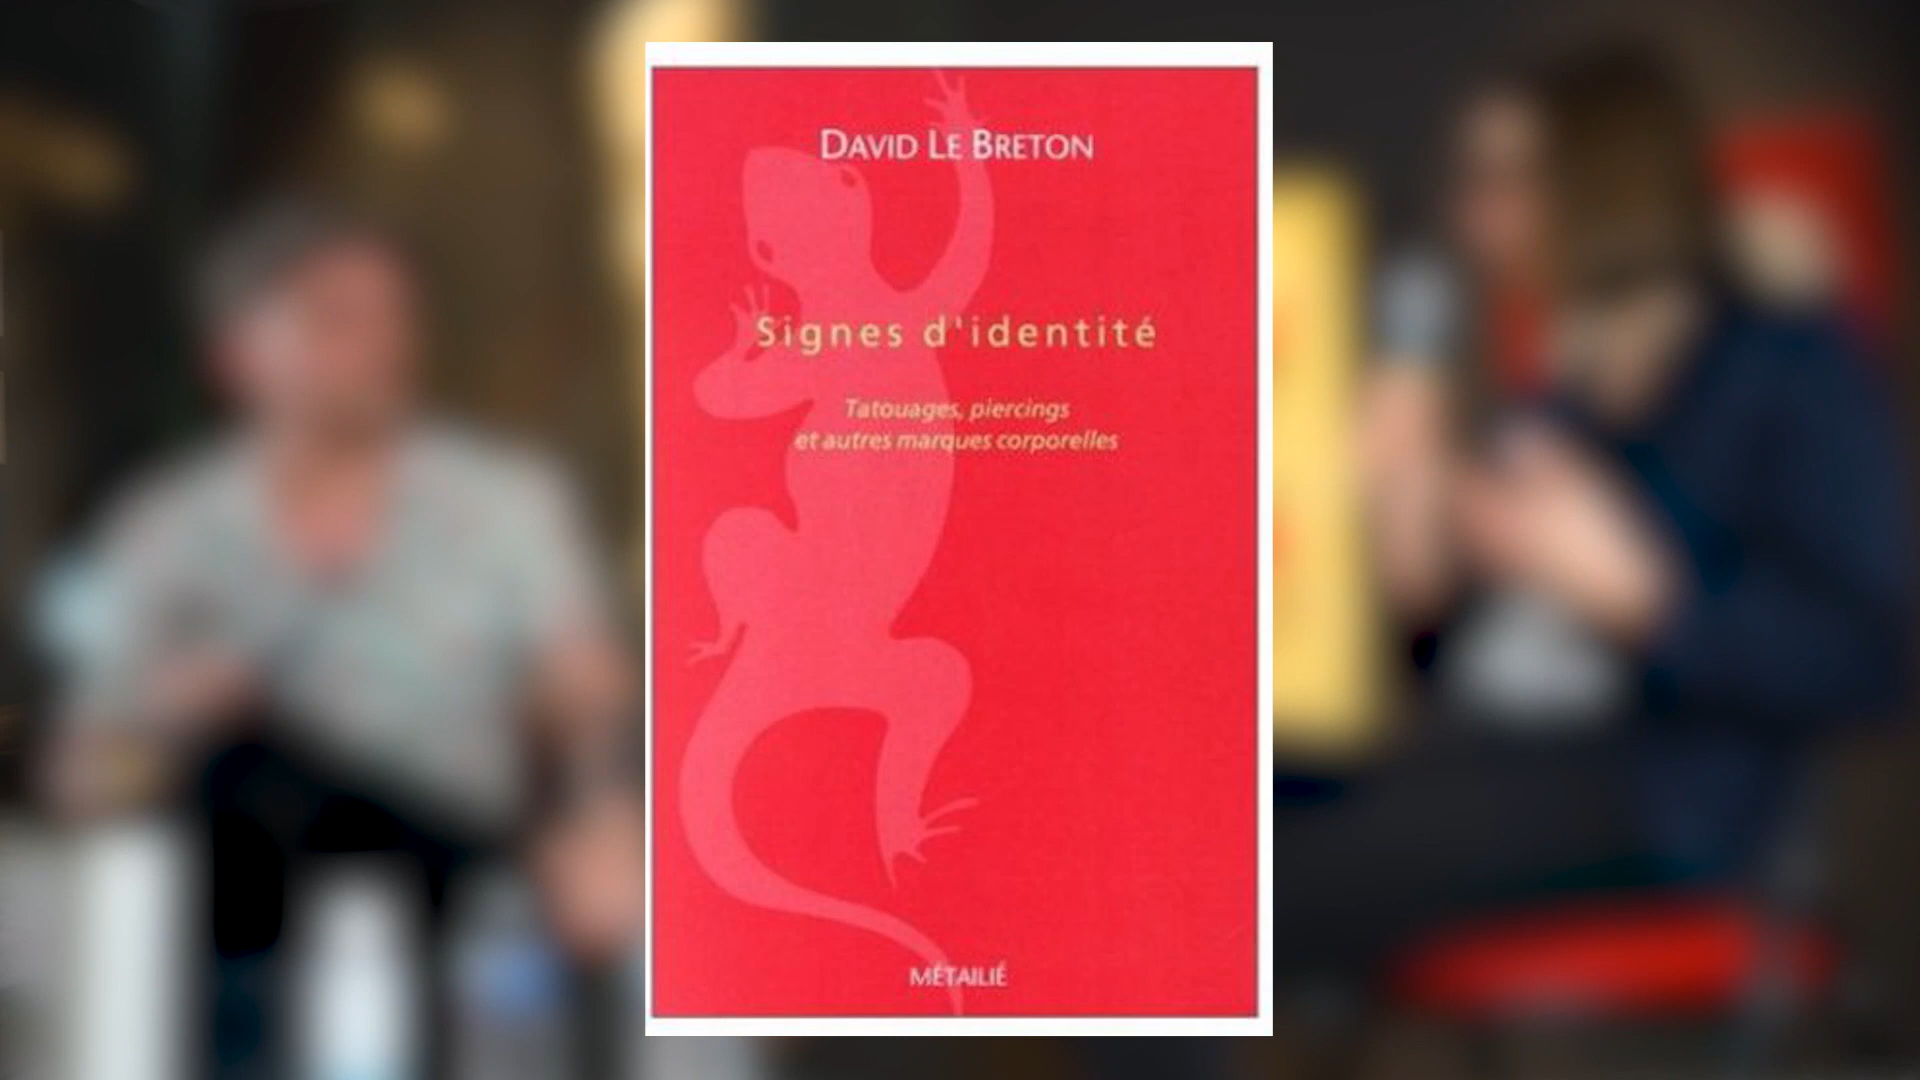 DAVID LE BRETON
Signes d'identité
Tatouages, piercings
et autres marques corporelles
MÉTAILIÉ